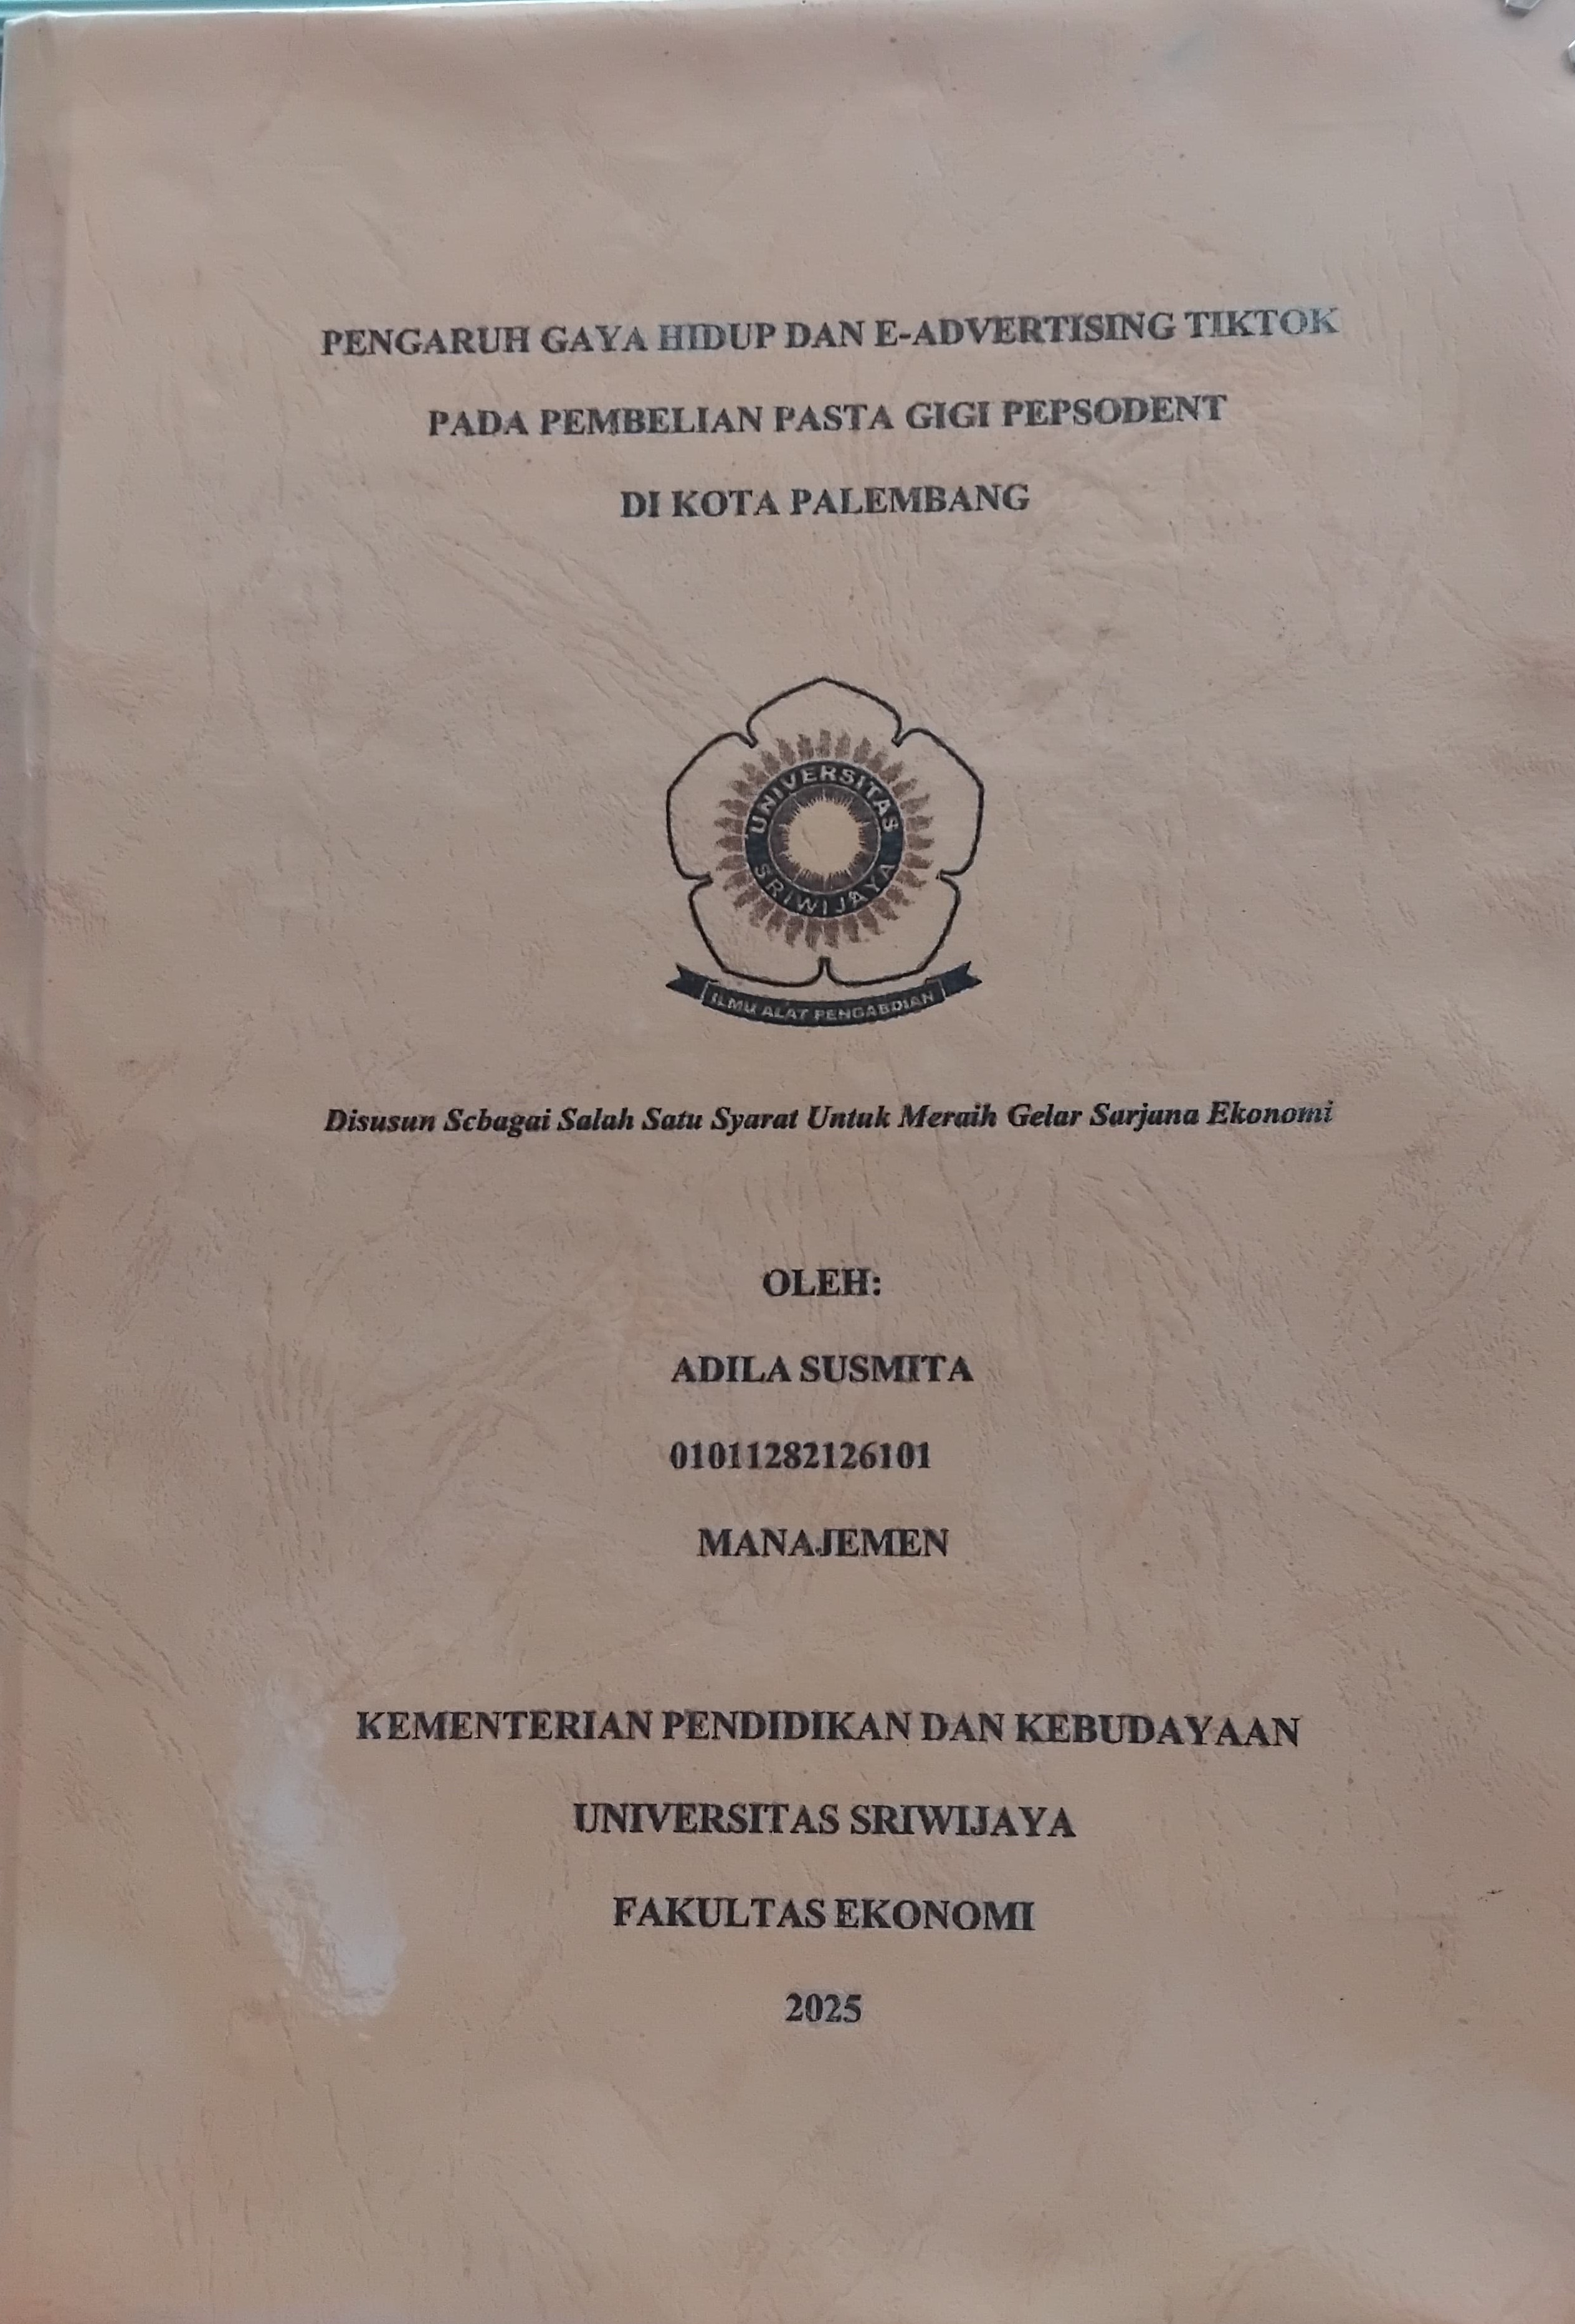 PENGARUH GAYA HIDUP DAN E-ADVERTISING TIKTOK
PADA PEMBELIAN PASTA GIGI PEPSODENT
DI KOTA PALEMBANG
UNIVERSITAS
SRIWIJAYA
ILMU ALAT PENGABDIAN
Disusun Sebagai Salah Satu Syarat Untuk Meraih Gelar Sarjana Ekonomi
OLEH:
ADILA SUSMITA
01011282126101
MANAJEMEN
KEMENTERIAN PENDIDIKAN DAN KEBUDAYAAN
UNIVERSITAS SRIWIJAYA
FAKULTAS EKONOMI
2025